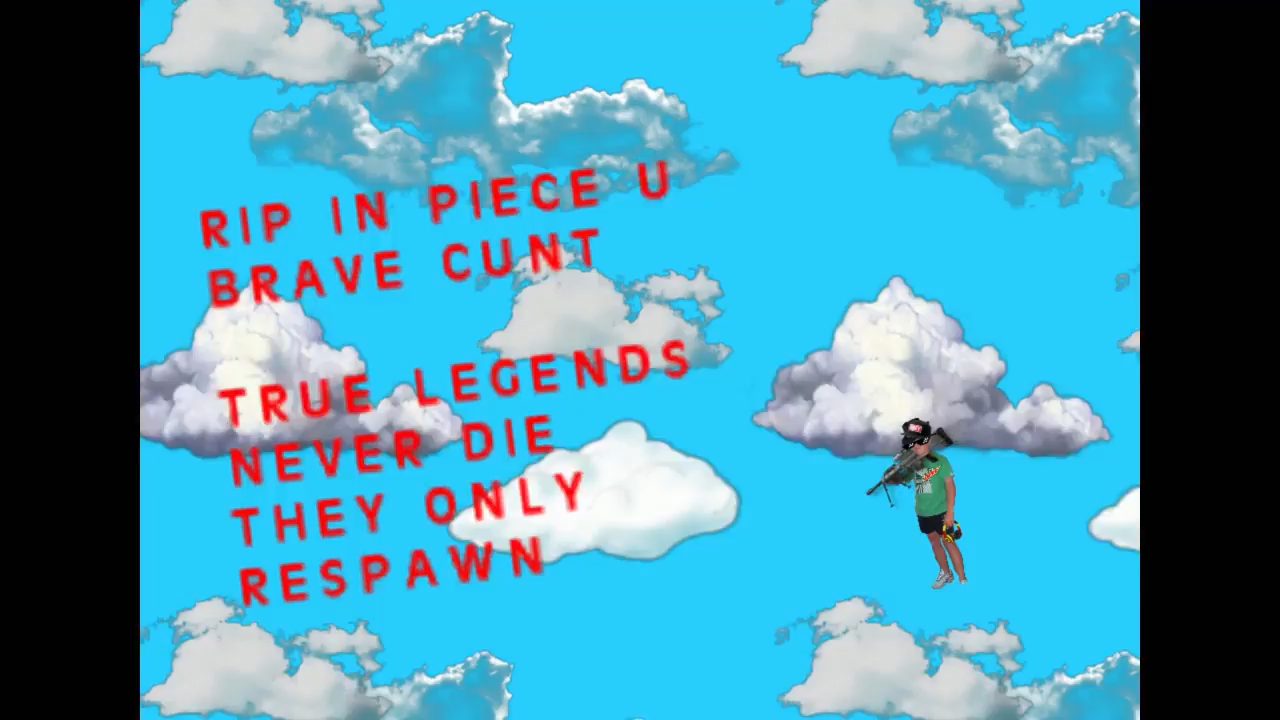 RIP IN PIECE U
BRAVE CUNT
TRUE LEGENDS
NEVER DIE
THEY ONLY
RESPAWN